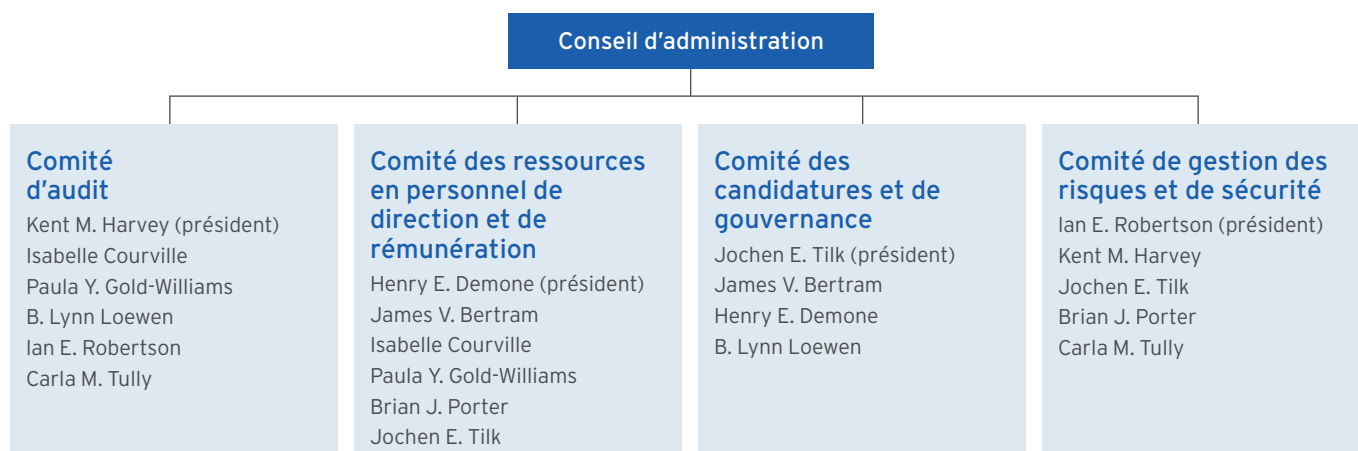 Conseil d'administration
Comité
d'audit
Kent M. Harvey (président)
Isabelle Courville
Paula Y. Gold-Williams
B. Lynn Loewen
Ian E. Robertson
Carla M. Tully
Comité des ressources
en personnel de
direction et de
rémunération
Henry E. Demone (président)
James V. Bertram
Isabelle Courville
Paula Y. Gold-Williams
Brian J. Porter
Jochen E. Tilk
Comité des
candidatures et de
gouvernance
Jochen E. Tilk (président)
James V. Bertram
Henry E. Demone
B. Lynn Loewen
Comité de gestion des
risques et de sécurité
Ian E. Robertson (président)
Kent M. Harvey
Jochen E. Tilk
Brian J. Porter
Carla M. Tully